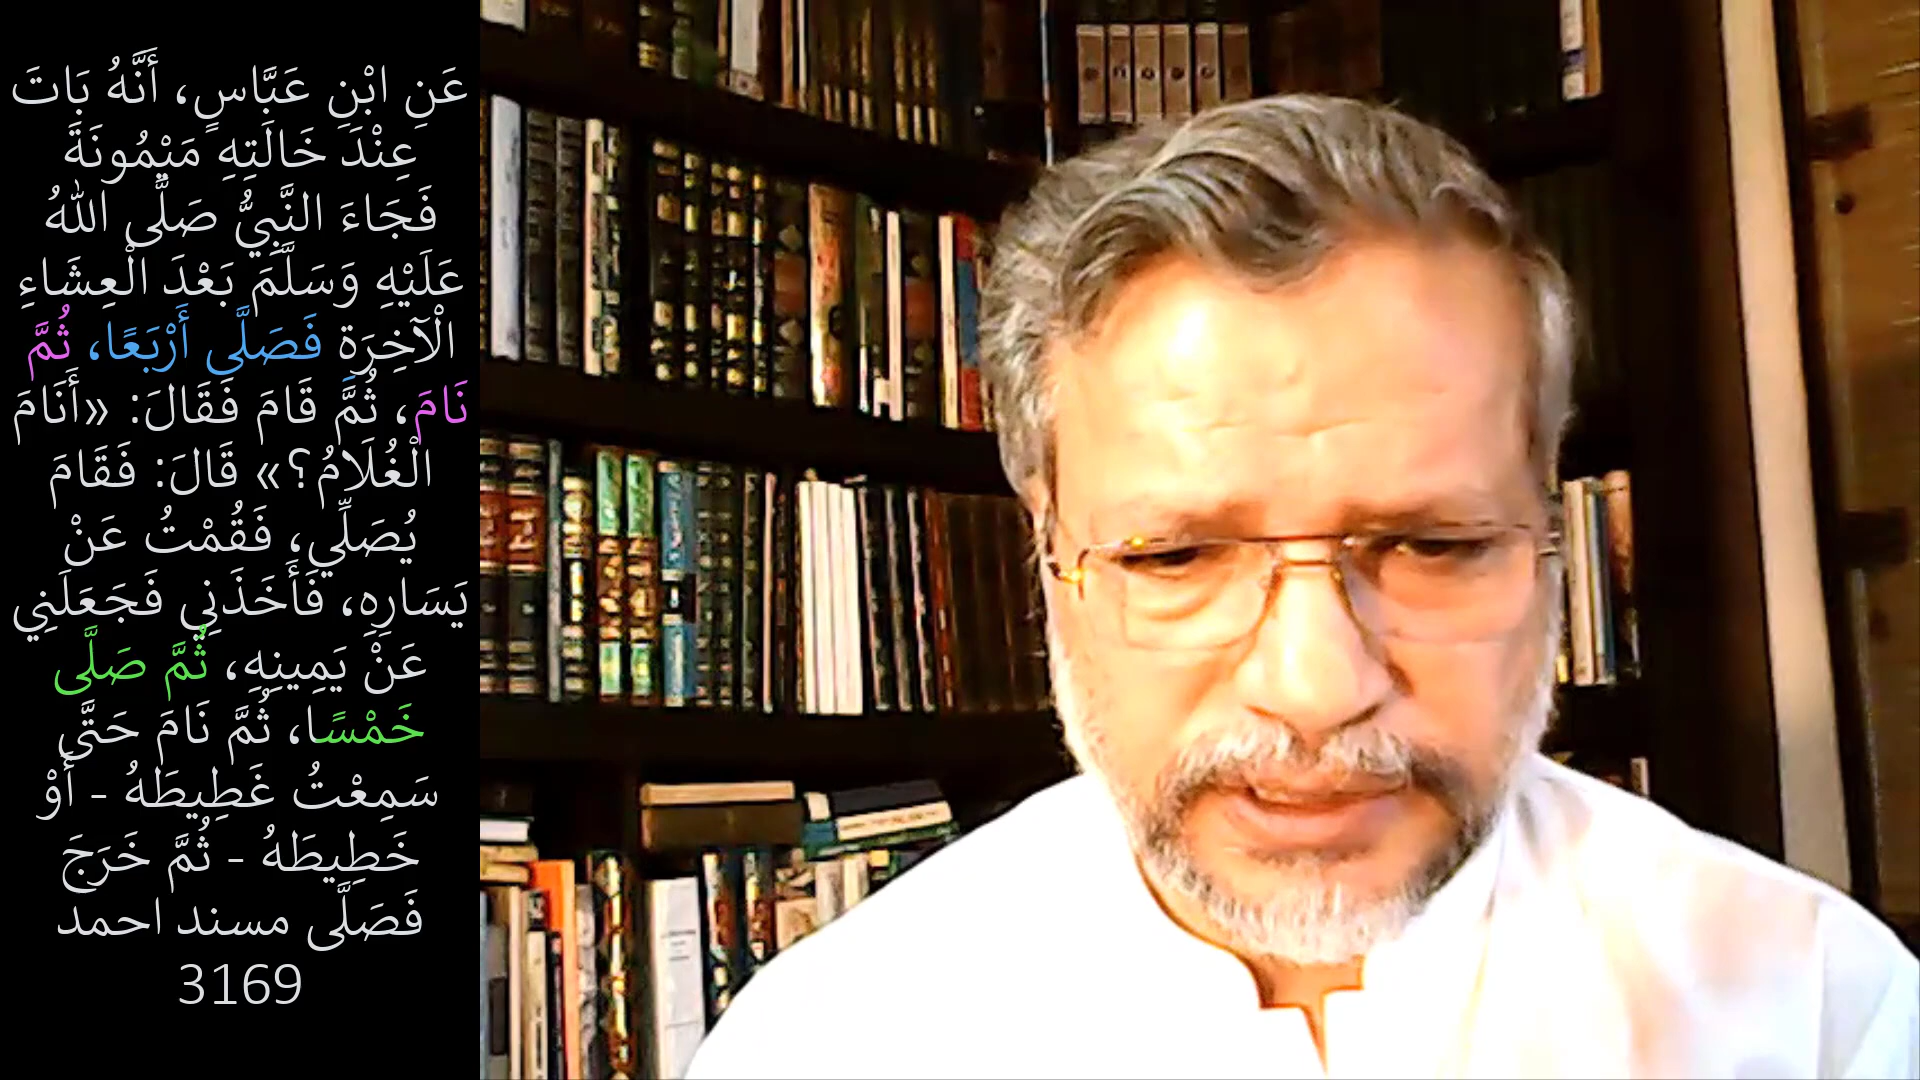 عَنِ ابْنِ عَبَّاسٍ، أَنَّهُ بَاتَ
عِنْدَ خَالَتِهِ مَيْمُونَةَ
فَجَاءَ النَّبِيُّ صَلَّى اللهُ
عَلَيْهِ وَسَلَّمَ بَعْدَ الْعِشَاءِ
الْآخِرَةِ فَصَلَّى أَرْبَعًا، ثُمَّ
نَامَ، ثُمَّ قَامَ فَقَالَ: «أَنَامَ
الْغُلَامُ؟» قَالَ: فَقَامَ
يُصَلِّي، فَقُمْتُ عَنْ
يَسَارِهِ، فَأَخَذَنِي فَجَعَلَنِي
عَنْ يَمِينِهِ، ثُمَّ صَلَّى
خَمْسًا، ثُمَّ نَامَ حَتَّى
سَمِعْتُ غَطِيطَهُ - أَوْ
خَطِيطَهُ - ثُمَّ خَرَجَ
فَصَلَّى مسند احمد
3169